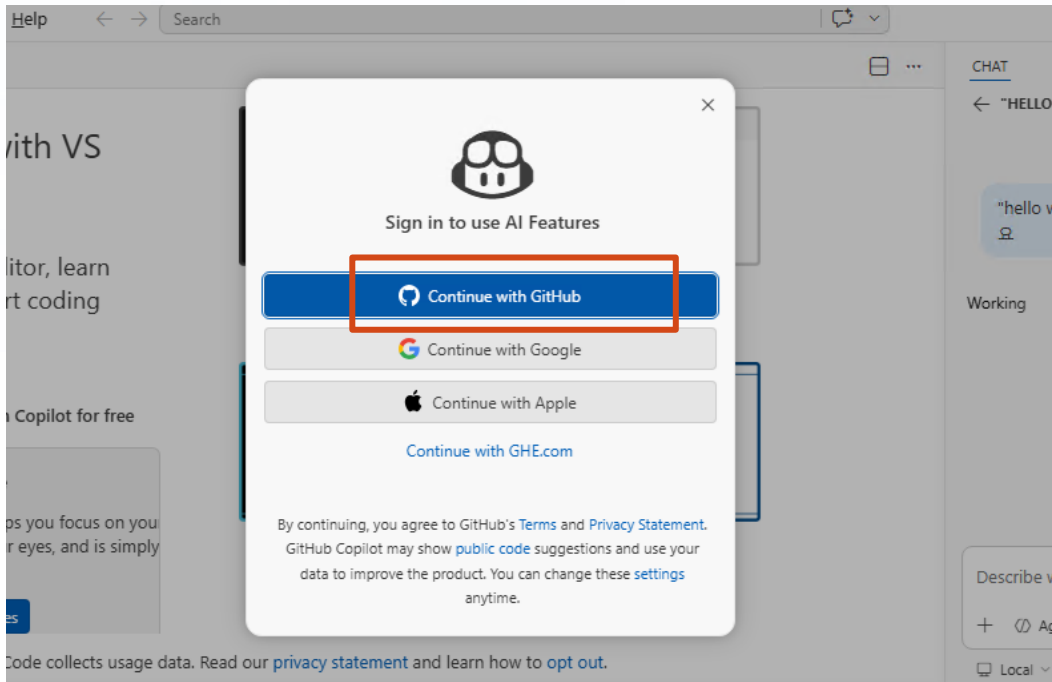 Help
Search
CHAT
"HELLO
with VS
Sign in to use AI Features
"hello
요
litor, learn
rt coding
Continue with GitHub
Working
Continue with Google
Continue with Apple
Copilot for free
Continue with GHE.com
ps you focus on you
r eyes, and is simply
By continuing, you agree to GitHub's Terms and Privacy Statement.
GitHub Copilot may show public code suggestions and use your
data to improve the product. You can change these settings
anytime.
Describe
es
Code collects usage data. Read our privacy statement and learn how to opt out.
Local